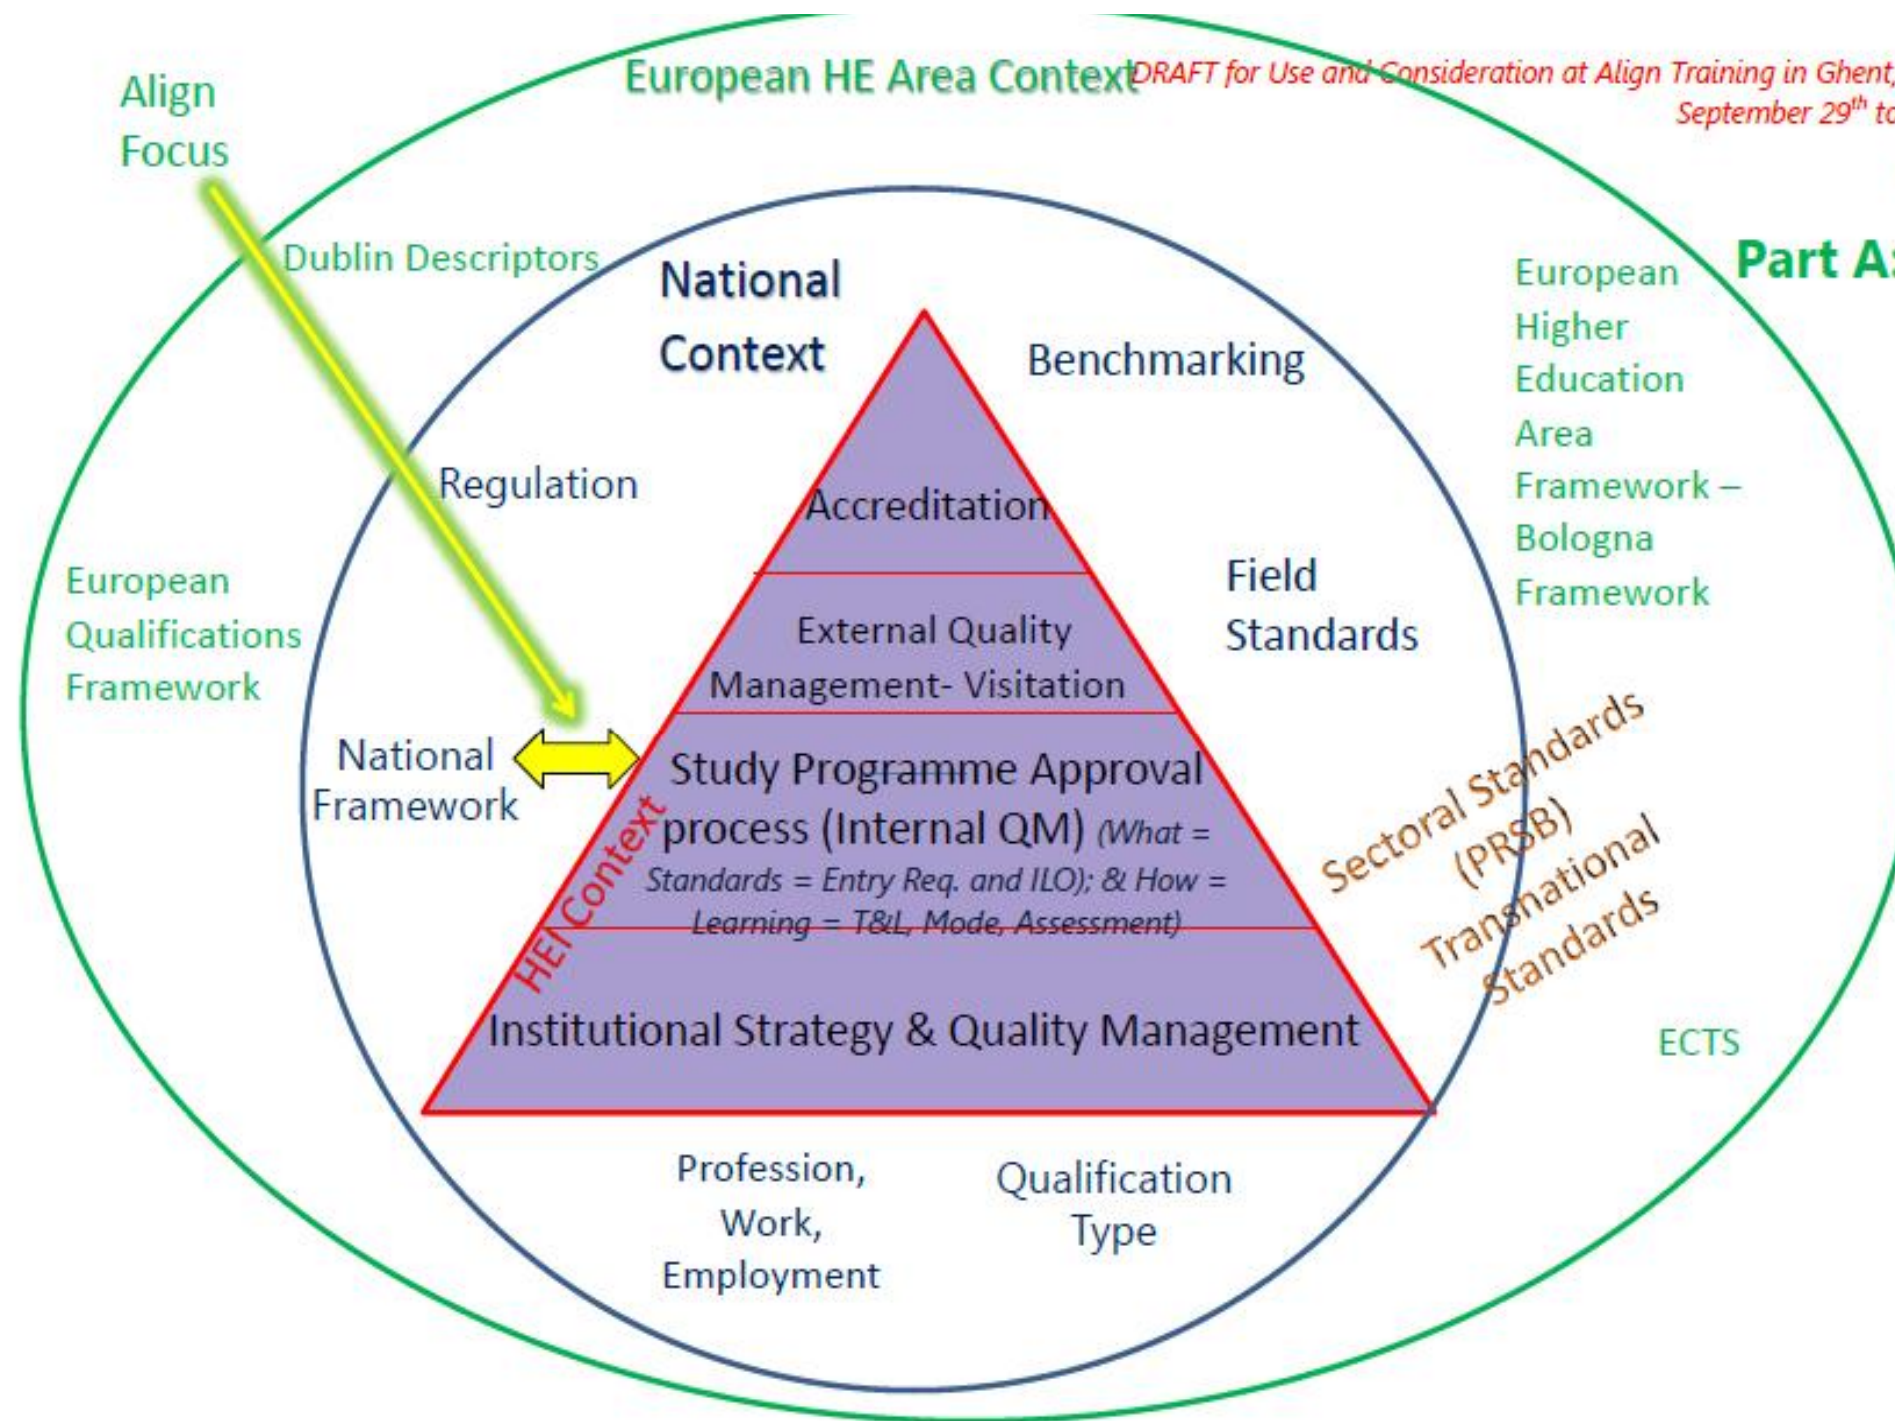 European HE Area Context
DRAFT for Use and Consideration at Align Training in Ghent,
September 29th to
Align
Focus
Part A:
Dublin Descriptors
National
Context
Benchmarking
European
Higher
Education
Area
Framework –
Bologna
Framework
Regulation
Accreditation
Field
Standards
European
Qualifications
Framework
External Quality
Management- Visitation
National
Framework
HEI Context
Study Programme Approval
process (Internal QM) (What =
Standards = Entry Req. and ILO); & How =
Learning = T&L, Mode, Assessment)
Sectoral Standards
(PRSB)
Transnational
Standards
Institutional Strategy & Quality Management
ECTS
Profession,
Work,
Employment
Qualification
Type